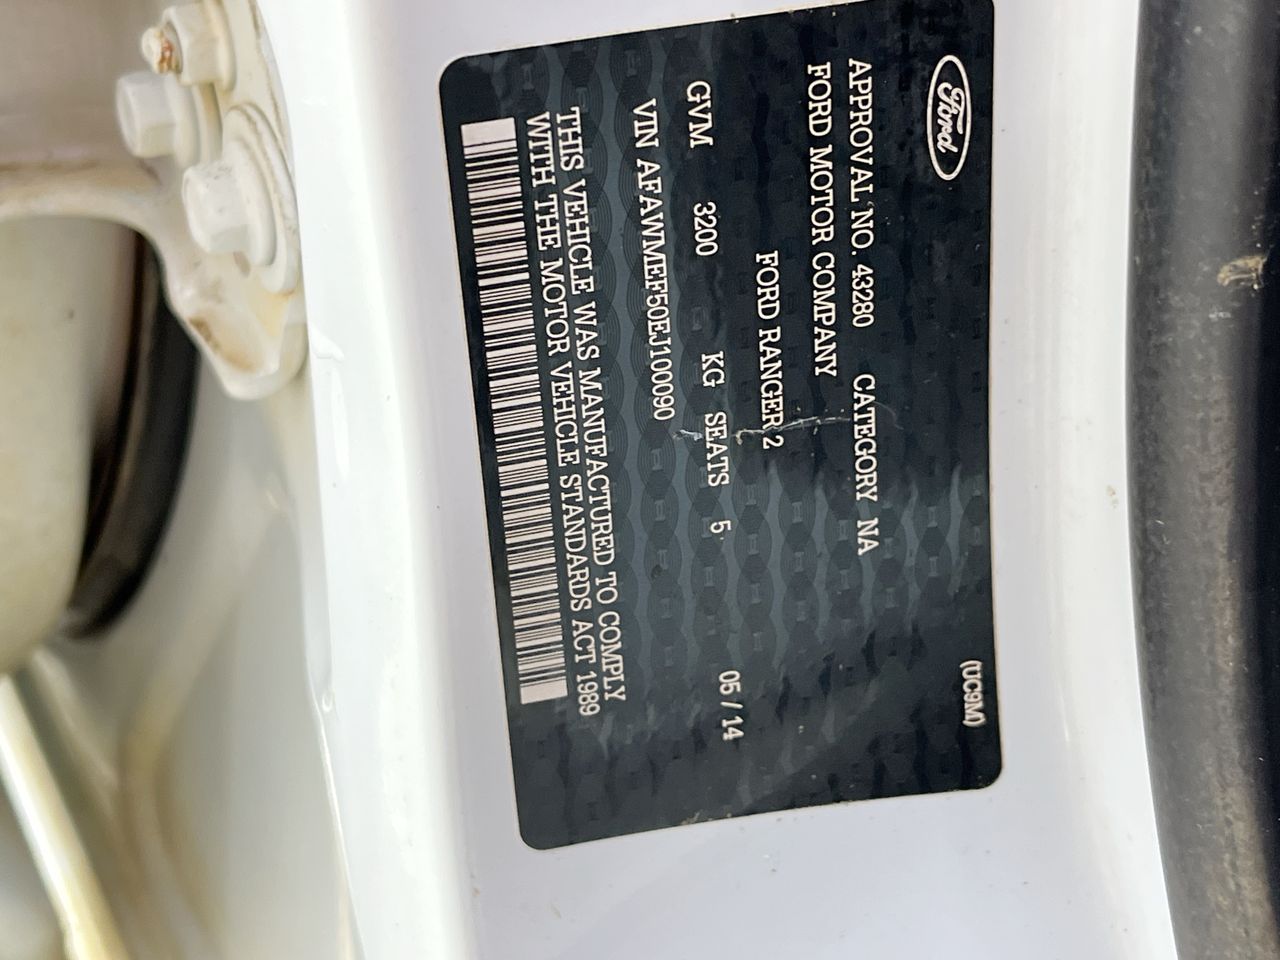 Ford
(UC9M)
APPROVAL NO. 43280 CATEGORY NA
FORD MOTOR COMPANY
FORD RANGER 2
GVM 3200 KG SEATS 5 05 / 14
VIN AFAWMEF50EJ100090
THIS VEHICLE WAS MANUFACTURED TO COMPLY
WITH THE MOTOR VEHICLE STANDARDS ACT 1989